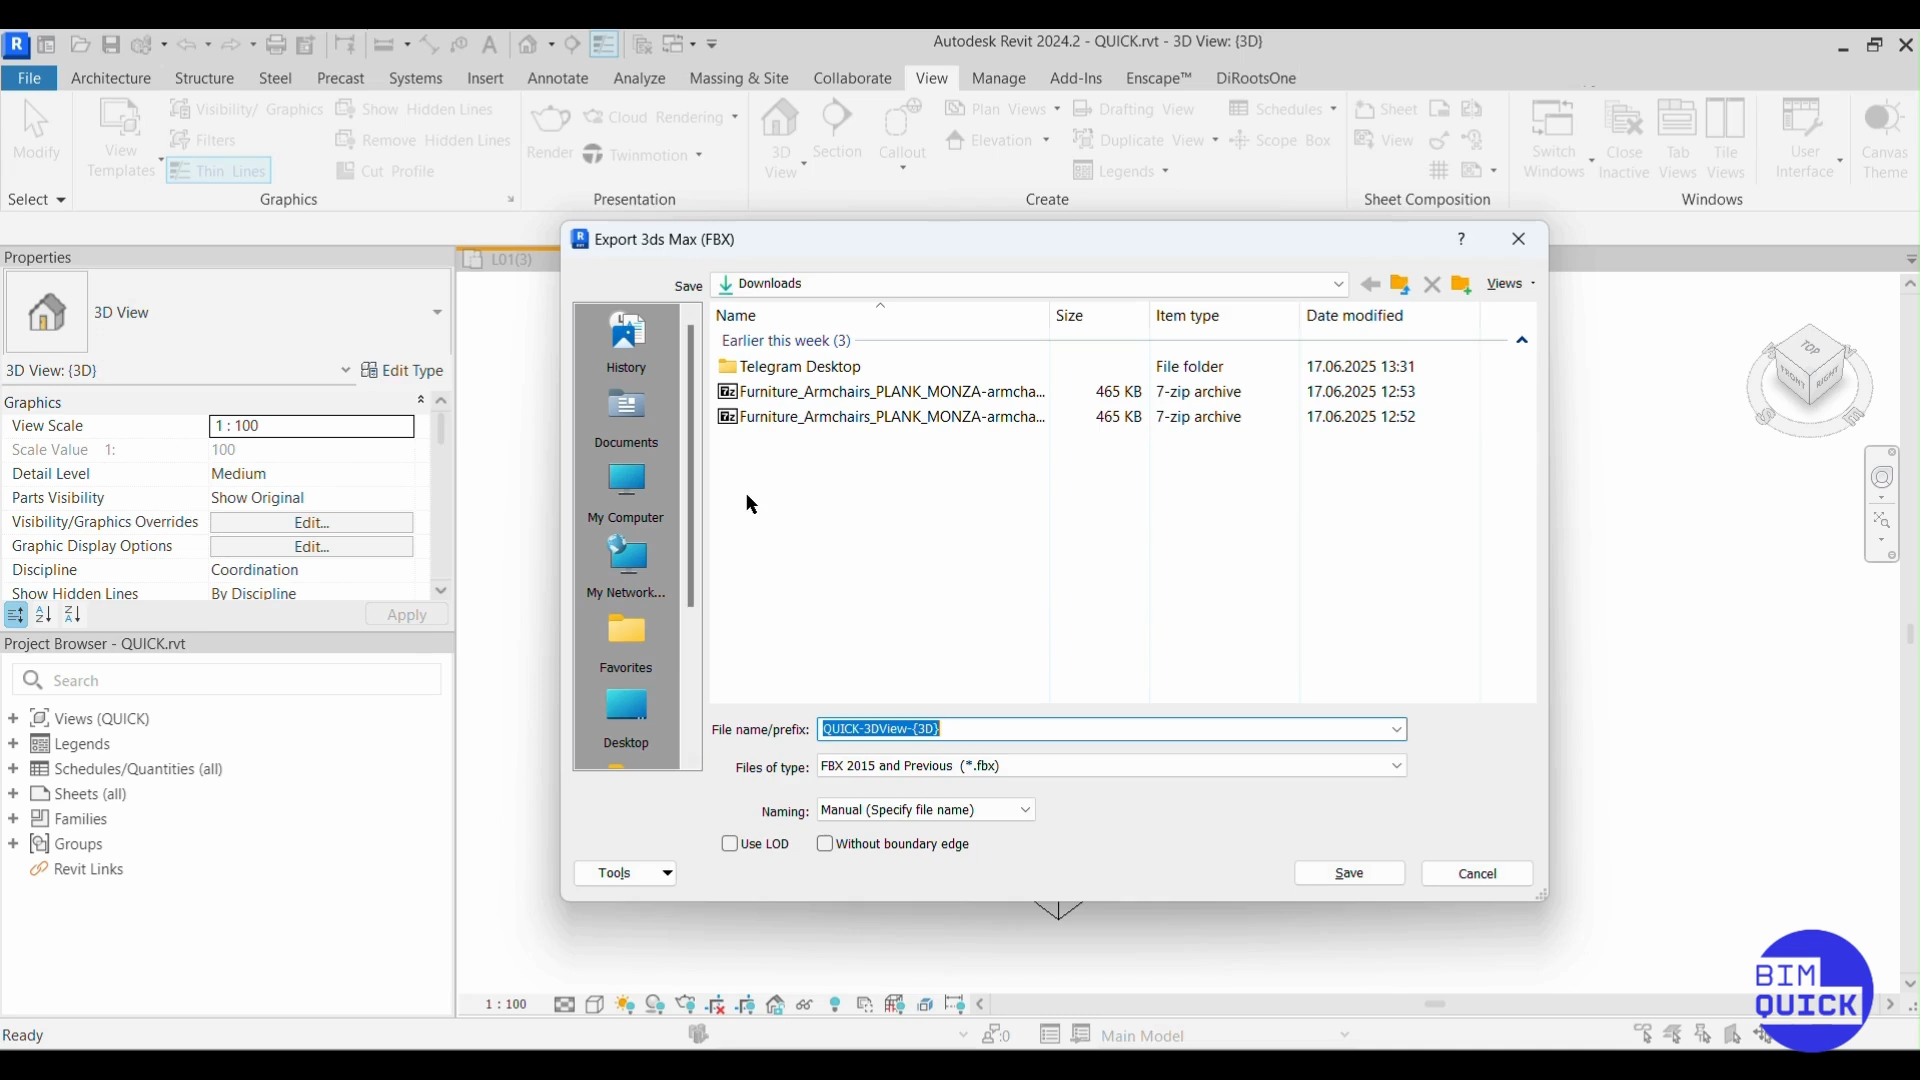 R
Autodesk Revit 2024.2 - QUICK.rvt - 3D View: {3D}
File Architecture Structure Steel Precast Systems Insert Annotate Analyze Massing & Site Collaborate View Manage Add-Ins Enscape™ DiRootsOne
Modify
View Templates
Visibility/ Graphics
Filters
Thin Lines
Show Hidden Lines
Remove Hidden Lines
Cut Profile
Render
Cloud Rendering
Twinmotion
3D View
Section
Callout
Plan Views
Elevation
Drafting View
Duplicate View
Legends
Schedules
Scope Box
Sheet
View
Switch Windows
Close Inactive
Tab Views
Tile Views
User Interface
Canvas Theme
Select Graphics Presentation Create Sheet Composition Windows
Properties
3D View
3D View: {3D} Edit Type
Graphics
View Scale 1 : 100
Scale Value 1: 100
Detail Level Medium
Parts Visibility Show Original
Visibility/Graphics Overrides Edit...
Graphic Display Options Edit...
Discipline Coordination
Show Hidden Lines By Discipline
Apply
Project Browser - QUICK.rvt
Search
Views (QUICK)
Legends
Schedules/Quantities (all)
Sheets (all)
Families
Groups
Revit Links
L01(3)
Export 3ds Max (FBX) ?
Save Downloads Views
History
Documents
My Computer
My Network...
Favorites
Desktop
Name Size Item type Date modified
Earlier this week (3)
Telegram Desktop File folder 17.06.2025 13:31
Furniture_Armchairs_PLANK_MONZA-armcha... 465 KB 7-zip archive 17.06.2025 12:53
Furniture_Armchairs_PLANK_MONZA-armcha... 465 KB 7-zip archive 17.06.2025 12:52
File name/prefix: QUICK-3DView-{3D}
Files of type: FBX 2015 and Previous (*.fbx)
Naming: Manual (Specify file name)
Use LOD Without boundary edge
Tools Save Cancel
TOP
FRONT
RIGHT
1 : 100
Ready
:0
Main Model
BIM
QUICK